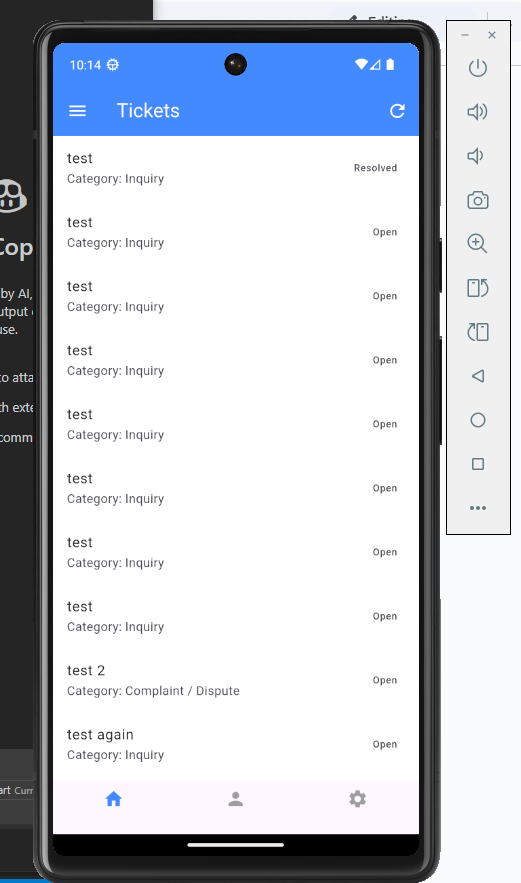 10:14
Tickets
test
Category: Inquiry
Resolved
test
Category: Inquiry
Open
test
Category: Inquiry
Open
test
Category: Inquiry
Open
test
Category: Inquiry
Open
test
Category: Inquiry
Open
test
Category: Inquiry
Open
test
Category: Inquiry
Open
test 2
Category: Complaint / Dispute
Open
test again
Category: Inquiry
Open
Cop
by AI,
utput
use.
to atta
th exte
comm
art Curr